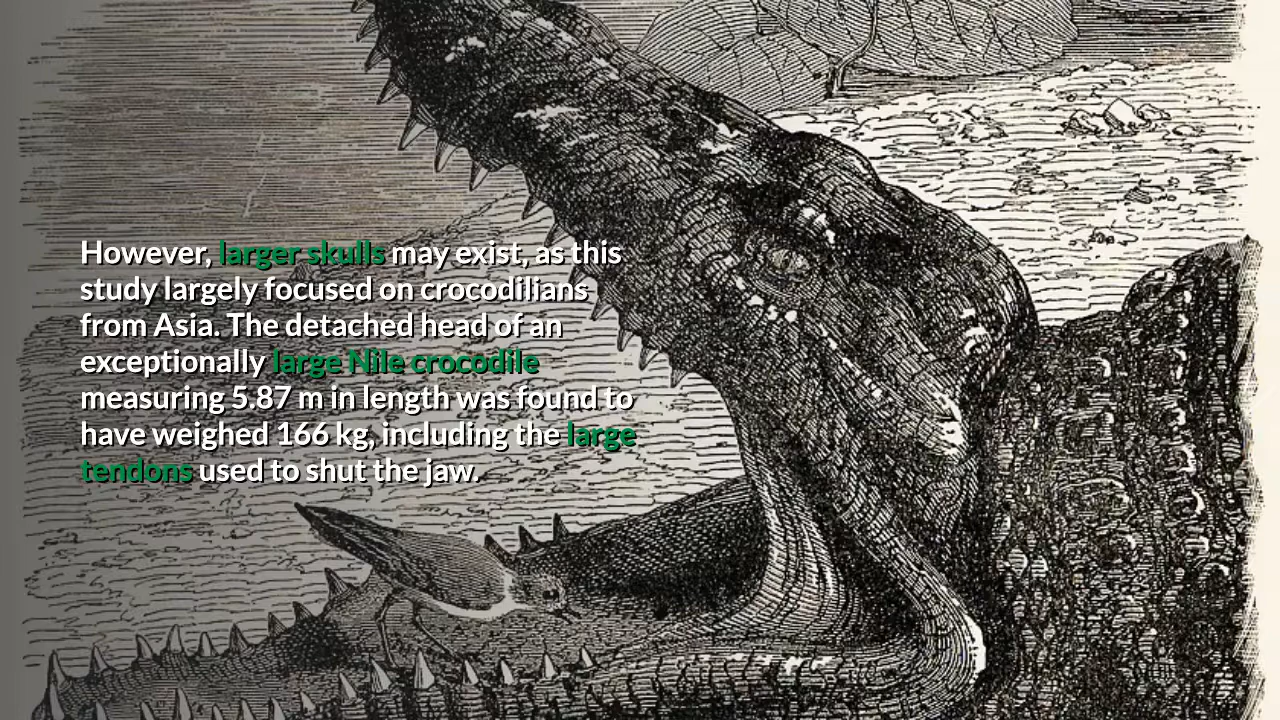 However, larger skulls may exist, as this
study largely focused on crocodilians
from Asia. The detached head of an
exceptionally large Nile crocodile
measuring 5.87 m in length was found to
have weighed 166 kg, including the large
tendons used to shut the jaw.